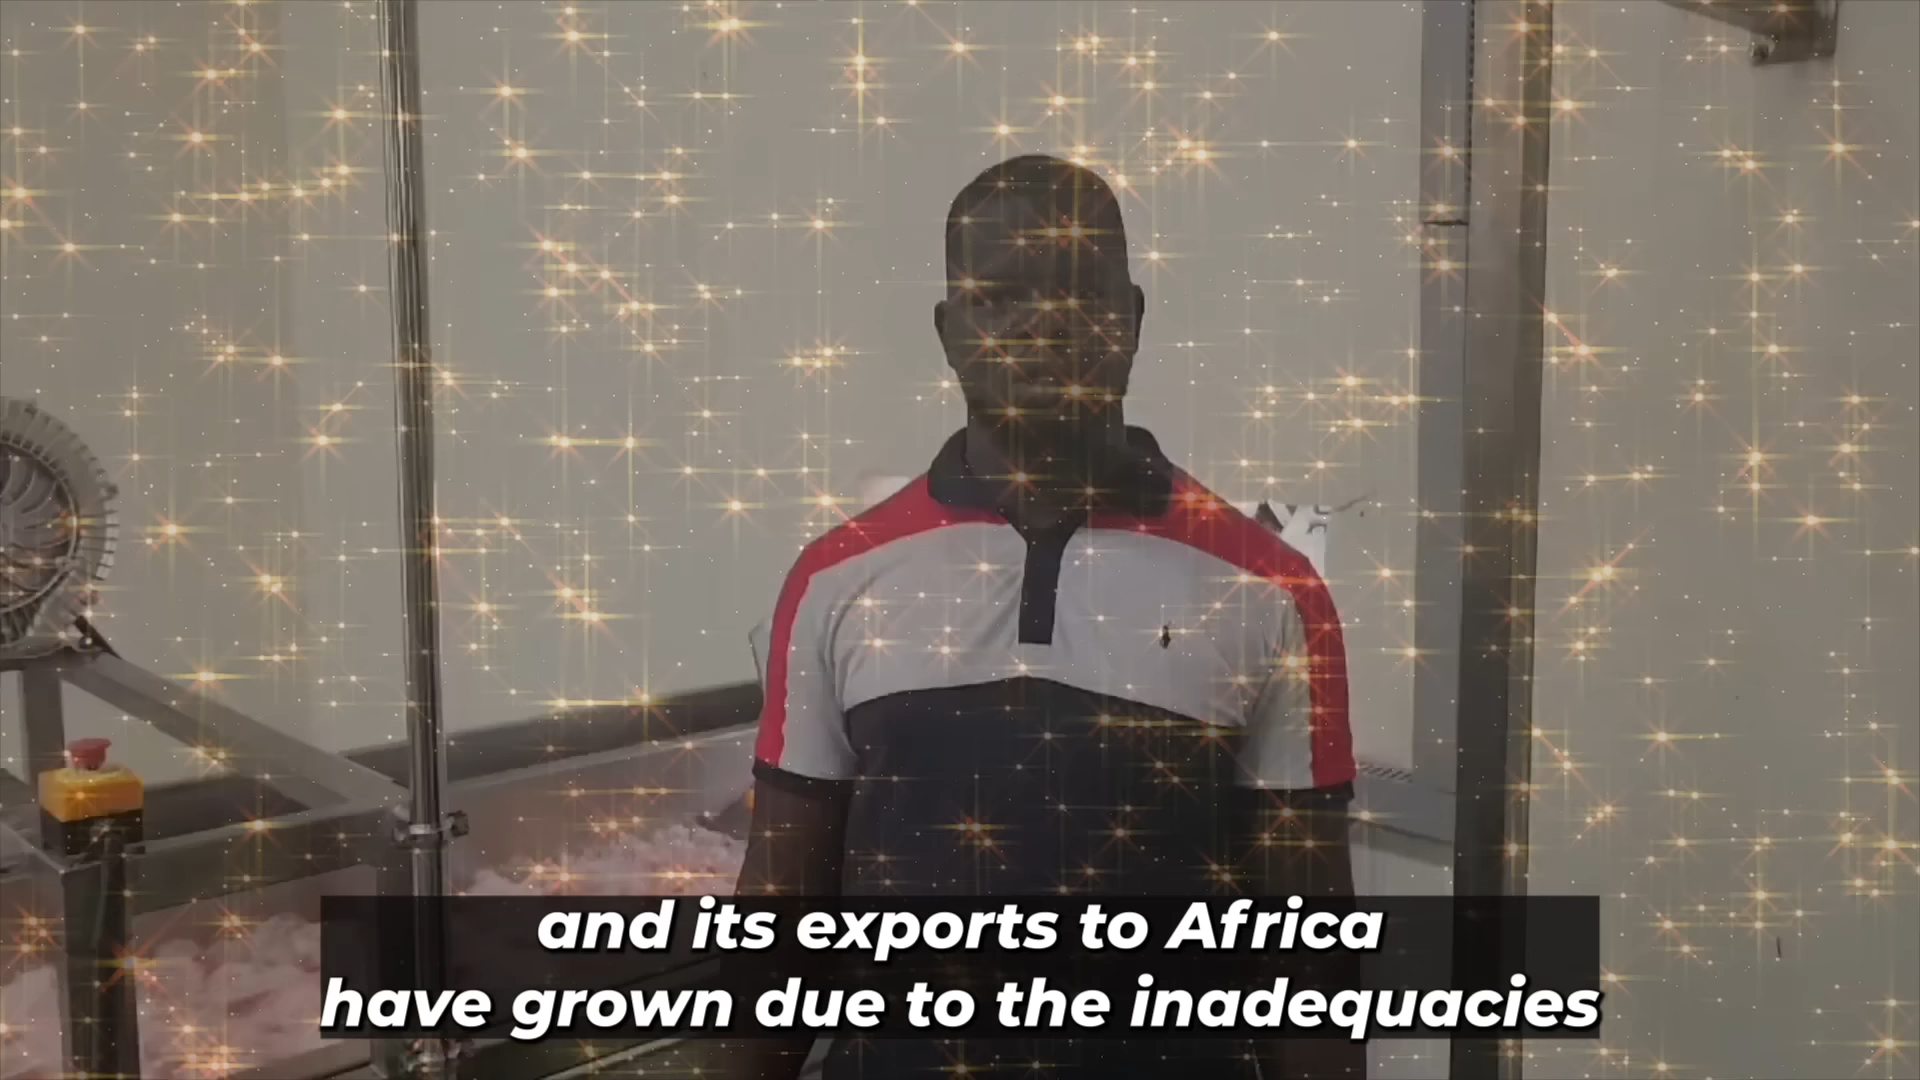 and its exports to Africa
have grown due to the inadequacies